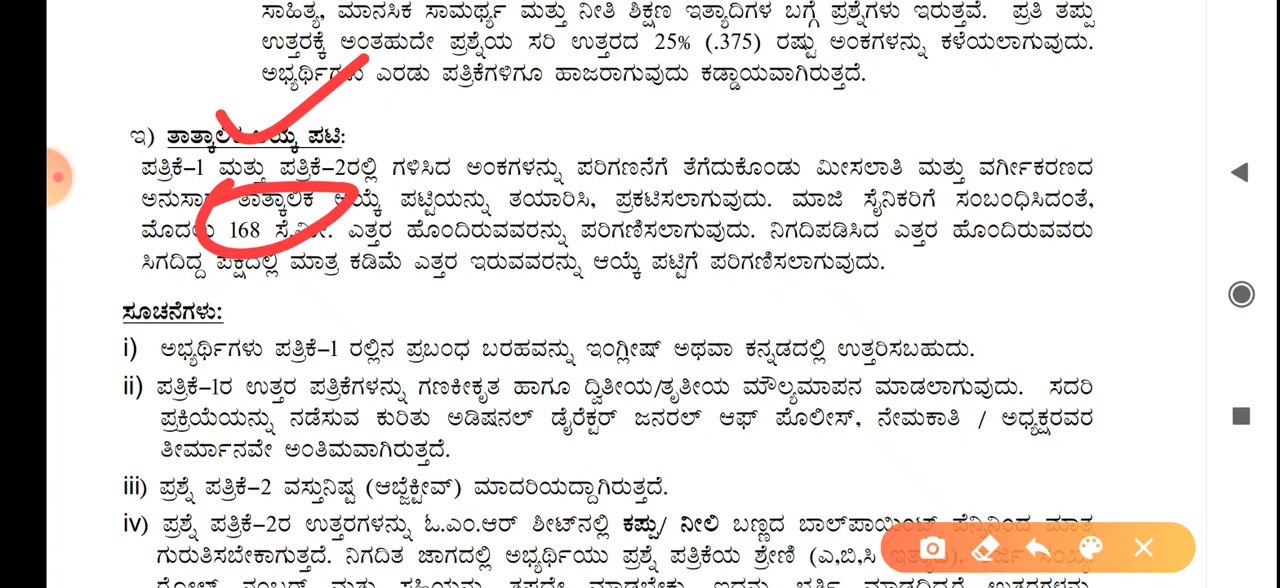 ಸಾಹಿತ್ಯ, ಮಾನಸಿಕ ಸಾಮರ್ಥ್ಯ ಮತ್ತು ನೀತಿ ಶಿಕ್ಷಣ ಇತ್ಯಾದಿಗಳ ಬಗ್ಗೆ ಪ್ರಶ್ನೆಗಳು ಇರುತ್ತವೆ. ಪ್ರತಿ ತಪ್ಪು
ಉತ್ತರಕ್ಕೆ ಅಂತಹುದೇ ಪ್ರಶ್ನೆಯ ಸರಿ ಉತ್ತರದ 25% (.375) ರಷ್ಟು ಅಂಕಗಳನ್ನು ಕಳೆಯಲಾಗುವುದು.
ಅಭ್ಯರ್ಥಿಗಳು ಎರಡು ಪತ್ರಿಕೆಗಳಿಗೂ ಹಾಜರಾಗುವುದು ಕಡ್ಡಾಯವಾಗಿರುತ್ತದೆ.
ಇ) ತಾತ್ಕಾಲಿಕ ಆಯ್ಕೆ ಪಟಿ:
ಪತ್ರಿಕೆ-1 ಮತ್ತು ಪತ್ರಿಕೆ-2ರಲ್ಲಿ ಗಳಿಸಿದ ಅಂಕಗಳನ್ನು ಪರಿಗಣನೆಗೆ ತೆಗೆದುಕೊಂಡು ಮೀಸಲಾತಿ ಮತ್ತು ವರ್ಗೀಕರಣದ
ಅನುಸಾರ ತಾತ್ಕಾಲಿಕ ಆಯ್ಕೆ ಪಟ್ಟಿಯನ್ನು ತಯಾರಿಸಿ, ಪ್ರಕಟಿಸಲಾಗುವುದು. ಮಾಜಿ ಸೈನಿಕರಿಗೆ ಸಂಬಂಧಿಸಿದಂತೆ,
ಮೊದಲು 168 ಸೆ.ಮೀ. ಎತ್ತರ ಹೊಂದಿರುವವರನ್ನು ಪರಿಗಣಿಸಲಾಗುವುದು. ನಿಗದಿಪಡಿಸಿದ ಎತ್ತರ ಹೊಂದಿರುವವರು
ಸಿಗದಿದ್ದ ಪಕ್ಷದಲ್ಲಿ ಮಾತ್ರ ಕಡಿಮೆ ಎತ್ತರ ಇರುವವರನ್ನು ಆಯ್ಕೆ ಪಟ್ಟಿಗೆ ಪರಿಗಣಿಸಲಾಗುವುದು.
ಸೂಚನೆಗಳು:
i) ಅಭ್ಯರ್ಥಿಗಳು ಪತ್ರಿಕೆ-1 ರಲ್ಲಿನ ಪ್ರಬಂಧ ಬರಹವನ್ನು ಇಂಗ್ಲೀಷ್ ಅಥವಾ ಕನ್ನಡದಲ್ಲಿ ಉತ್ತರಿಸಬಹುದು.
ii) ಪತ್ರಿಕೆ-1ರ ಉತ್ತರ ಪತ್ರಿಕೆಗಳನ್ನು ಗಣಕೀಕೃತ ಹಾಗೂ ದ್ವಿತೀಯ/ತೃತೀಯ ಮೌಲ್ಯಮಾಪನ ಮಾಡಲಾಗುವುದು. ಸದರಿ
ಪ್ರಕ್ರಿಯೆಯನ್ನು ನಡೆಸುವ ಕುರಿತು ಅಡಿಷನಲ್ ಡೈರೆಕ್ಟರ್ ಜನರಲ್ ಆಫ್ ಪೊಲೀಸ್, ನೇಮಕಾತಿ / ಅಧ್ಯಕ್ಷರವರ
ತೀರ್ಮಾನವೇ ಅಂತಿಮವಾಗಿರುತ್ತದೆ.
iii) ಪ್ರಶ್ನೆ ಪತ್ರಿಕೆ-2 ವಸ್ತುನಿಷ್ಟ (ಆಬ್ಜೆಕ್ಟೀವ್) ಮಾದರಿಯದ್ದಾಗಿರುತ್ತದೆ.
iv) ಪ್ರಶ್ನೆ ಪತ್ರಿಕೆ-2ರ ಉತ್ತರಗಳನ್ನು ಓ.ಎಂ.ಆರ್ ಶೀಟ್‌ನಲ್ಲಿ ಕಪ್ಪು/ ನೀಲಿ ಬಣ್ಣದ ಬಾಲ್‌ಪಾಯಿಂಟ್ ಪೆನ್ನಿನಿಂದ ಮಾತ್ರ
ಗುರುತಿಸಬೇಕಾಗುತ್ತದೆ. ನಿಗದಿತ ಜಾಗದಲ್ಲಿ ಅಭ್ಯರ್ಥಿಯು ಪ್ರಶ್ನೆ ಪತ್ರಿಕೆಯ ಶ್ರೇಣಿ (ಎ,ಬಿ,ಸಿ